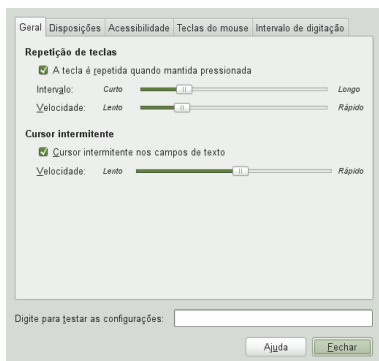 Geral Disposições Acessibilidade Teclas do mouse Intervalo de digitação
Repetição de teclas
A tecla é repetida quando mantida pressionada
Intervalo: Curto Longo
Velocidade: Lento Rápido
Cursor intermitente
Cursor intermitente nos campos de texto
Velocidade: Lento Rápido
Digite para testar as configurações:
Ajuda Fechar